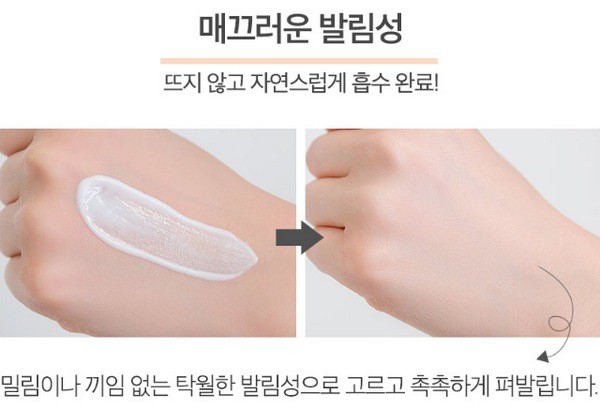 매끄러운 발림성
뜨지 않고 자연스럽게 흡수 완료!
밀림이나 끼임 없는 탁월한 발림성으로 고르고 촉촉하게 펴발립니다.